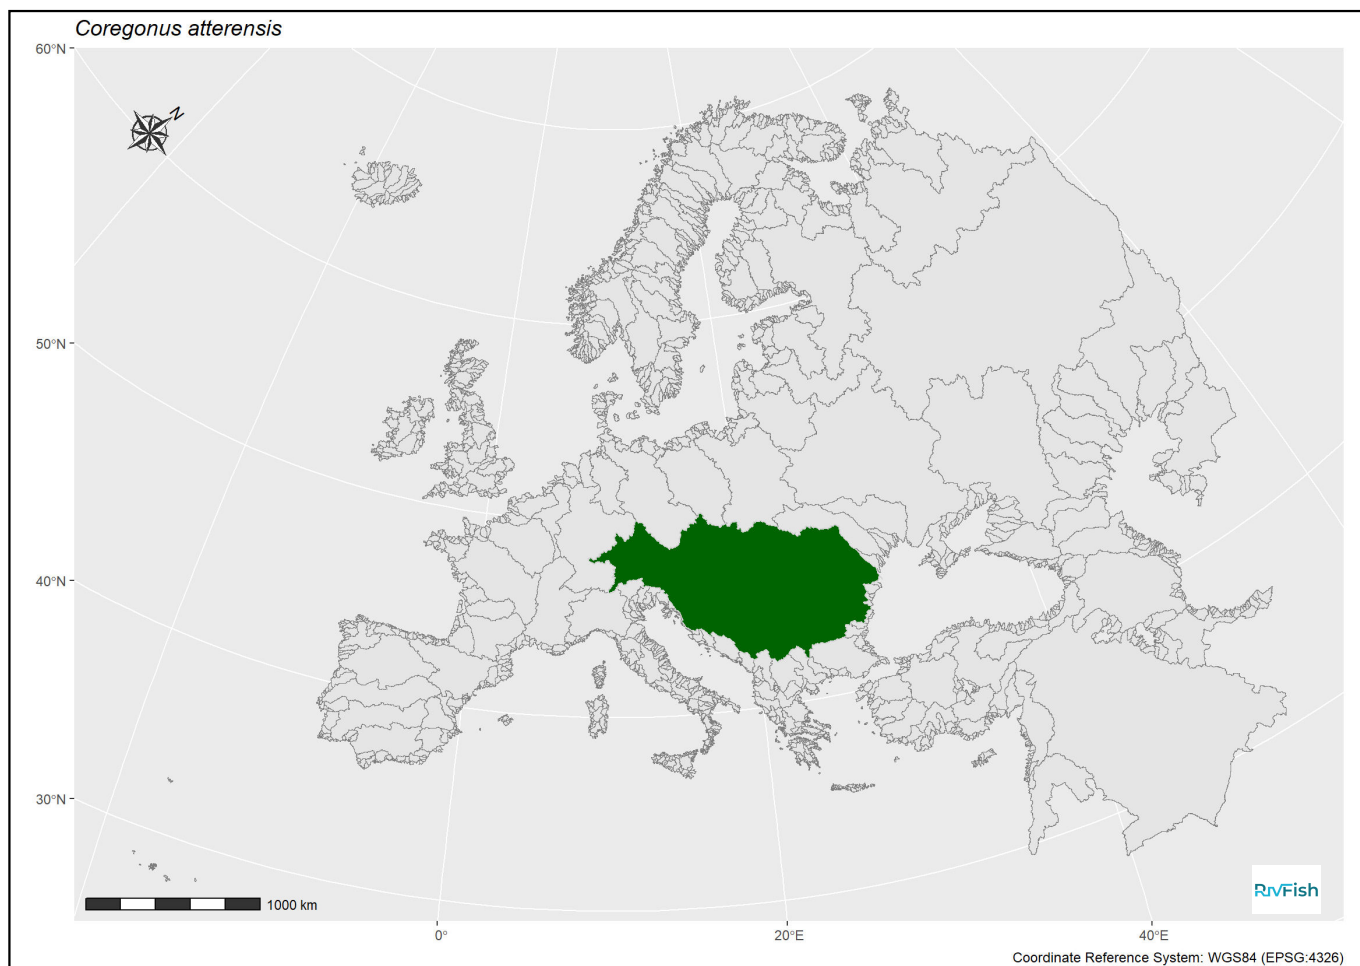 Coregonus atterensis
60°N
N
50°N
40°N
30°N
1000 km
RIVFish
0°
20°E
40°E
Coordinate Reference System: WGS84 (EPSG:4326)